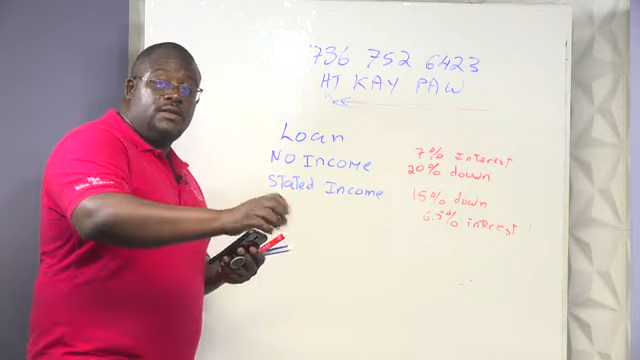 736 752 6423
HT KAY PAW
Loan
NO INCOME
7% Interest
20% down
Stated Income
15% down
6.5% interest